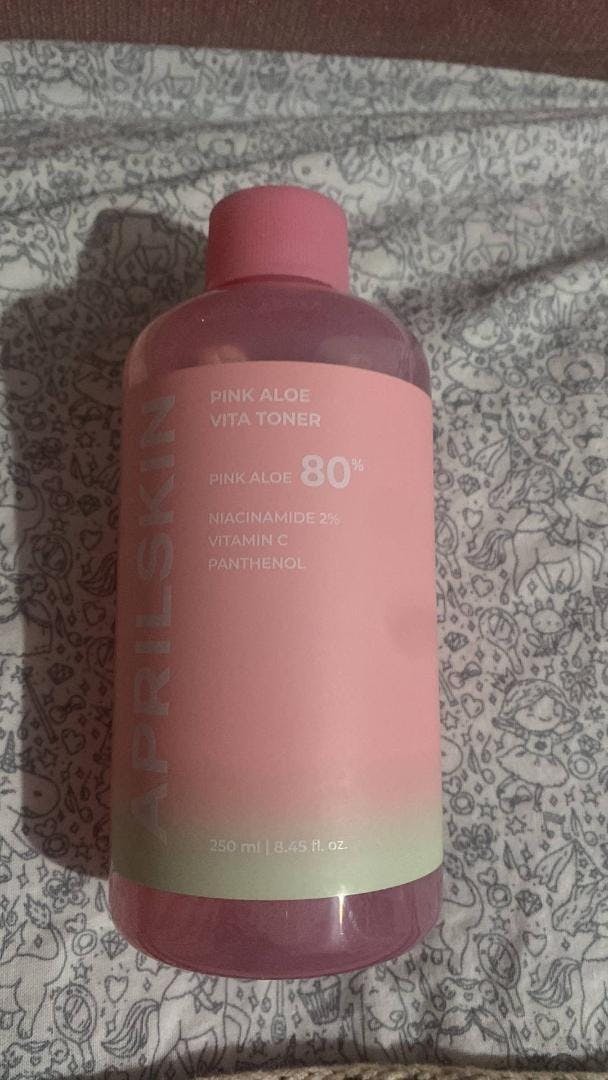 APRILSKIN
PINK ALOE
VITA TONER
PINK ALOE 80%
NIACINAMIDE 2%
VITAMIN C
PANTHENOL
250 ml | 8.45 fl. oz.